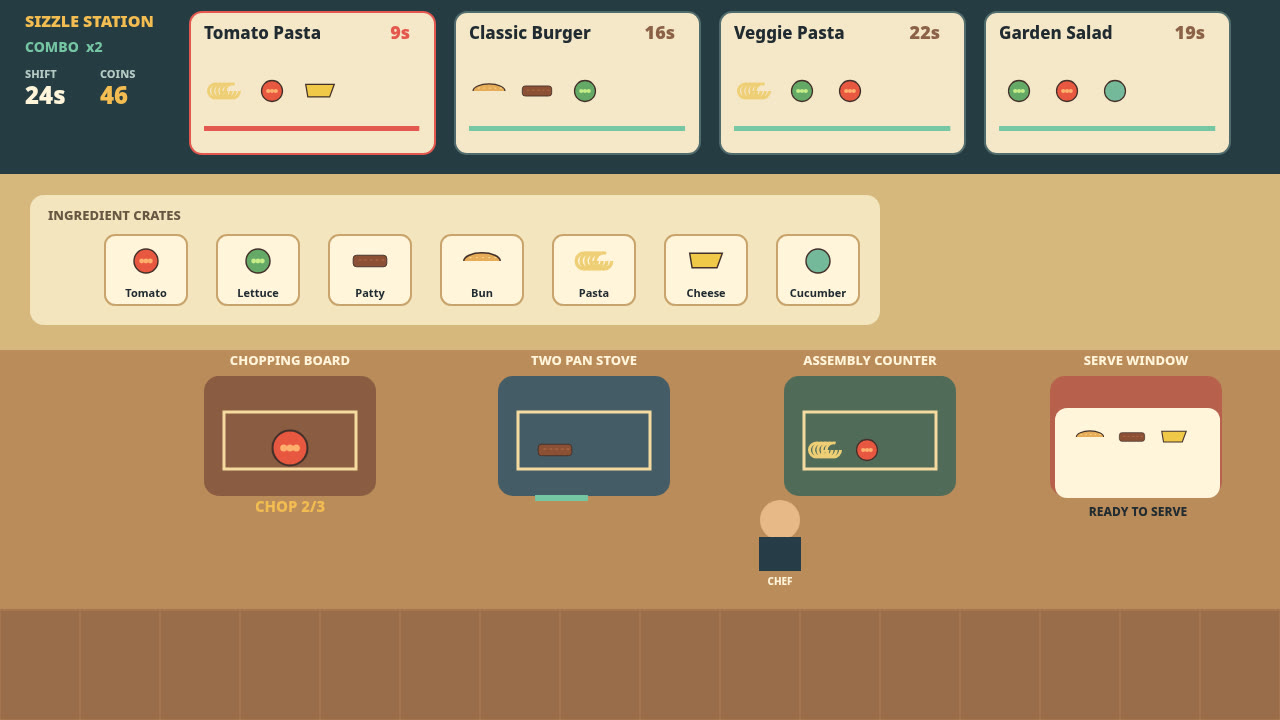 SIZZLE STATION
COMBO x2
SHIFT COINS
24s 46
Tomato Pasta 9s
Classic Burger 16s
Veggie Pasta 22s
Garden Salad 19s
INGREDIENT CRATES
Tomato
Lettuce
Patty
Bun
Pasta
Cheese
Cucumber
CHOPPING BOARD
TWO PAN STOVE
ASSEMBLY COUNTER
SERVE WINDOW
CHOP 2/3
READY TO SERVE
CHEF